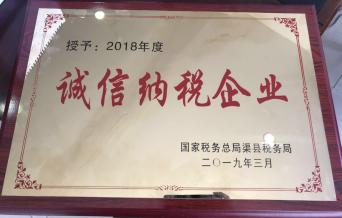 授予：2018年度
诚信纳税企业
国家税务总局渠县税务局
二〇一九年三月